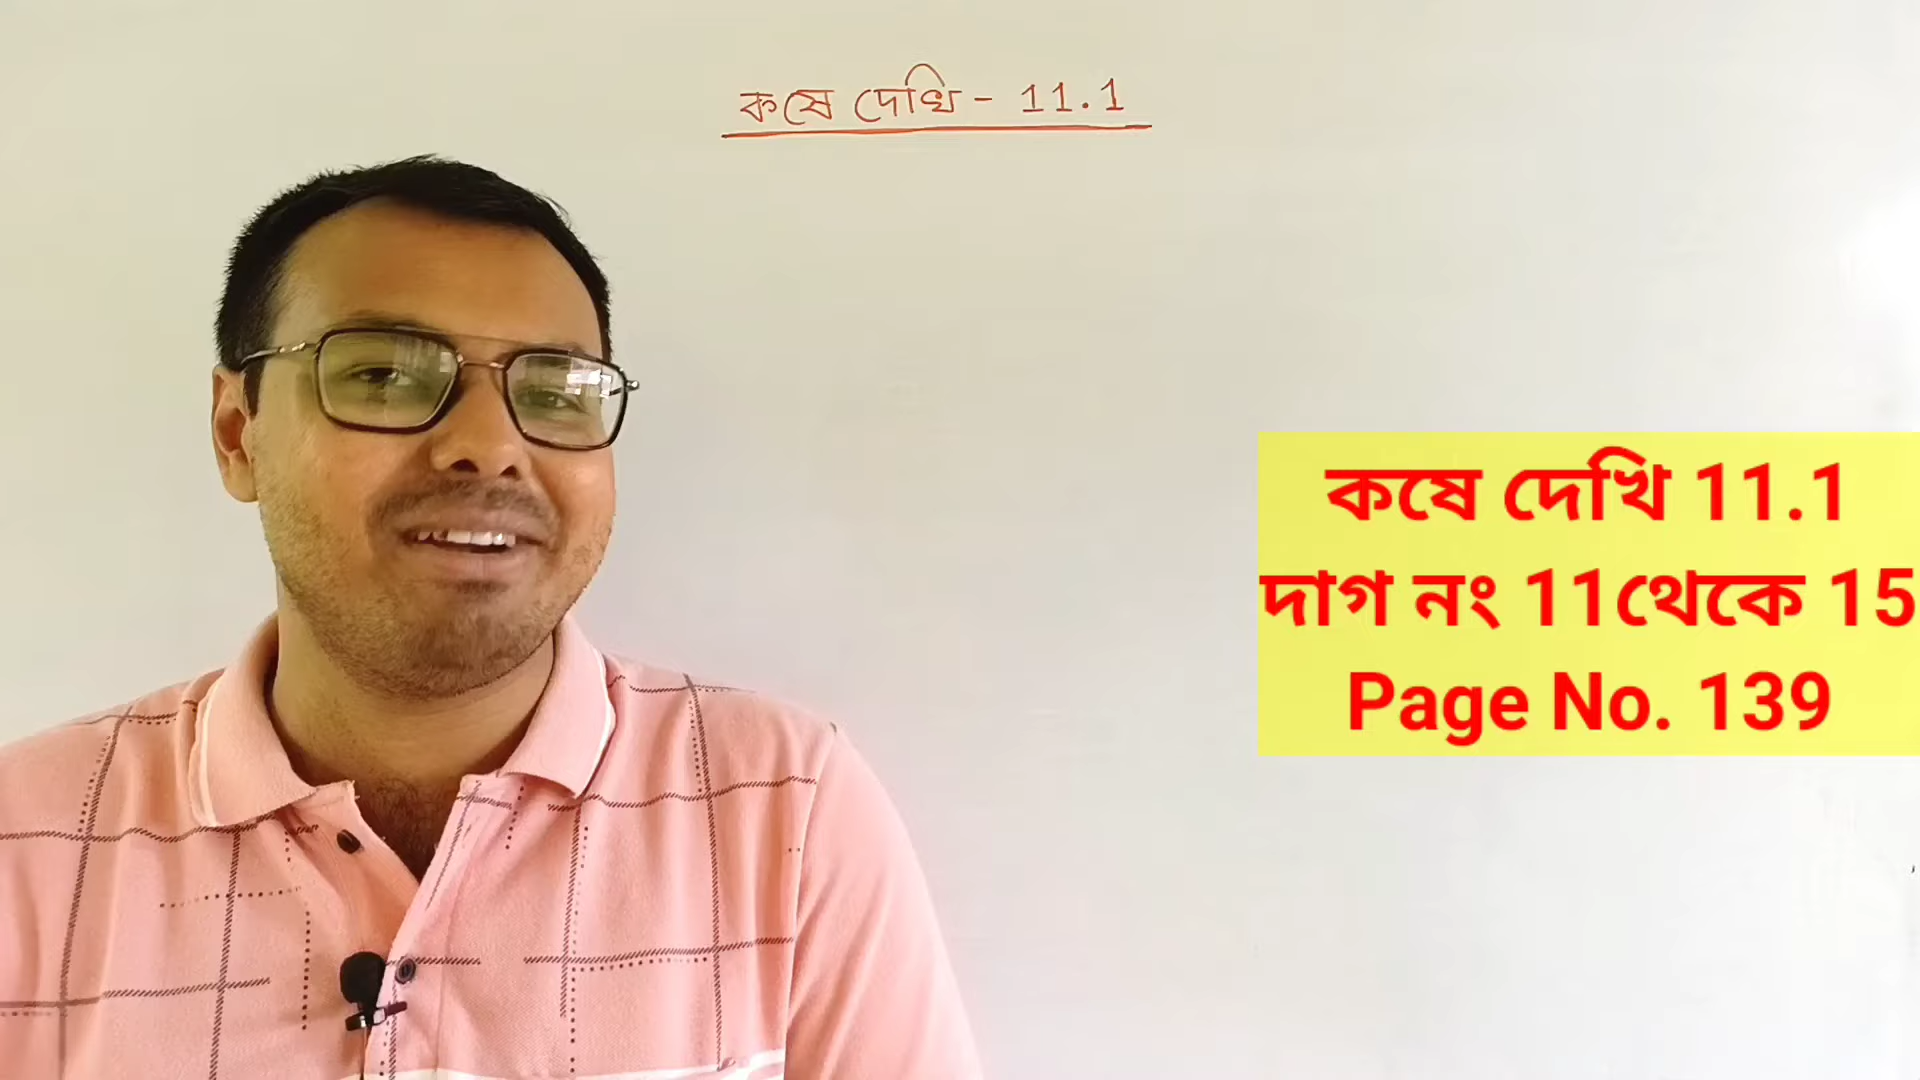 কষে দেখি - 11.1
কষে দেখি 11.1
দাগ নং 11থেকে 15
Page No. 139